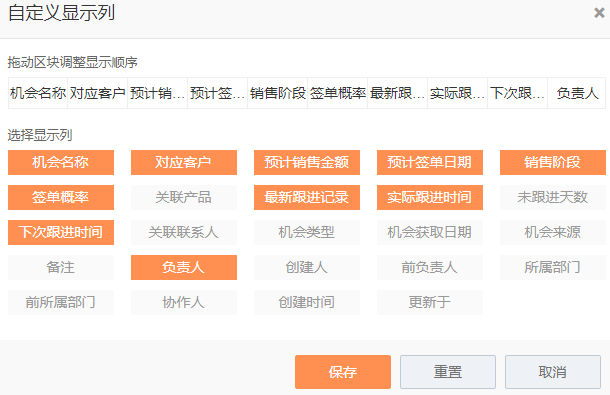 自定义显示列
拖动区块调整显示顺序
机会名称 对应客户 预计销... 预计签... 销售阶段 签单概率 最新跟... 实际跟... 下次跟... 负责人
选择显示列
机会名称 对应客户 预计销售金额 预计签单日期 销售阶段
签单概率 关联产品 最新跟进记录 实际跟进时间 未跟进天数
下次跟进时间 关联联系人 机会类型 机会获取日期 机会来源
备注 负责人 创建人 前负责人 所属部门
前所属部门 协作人 创建时间 更新于
保存 重置 取消